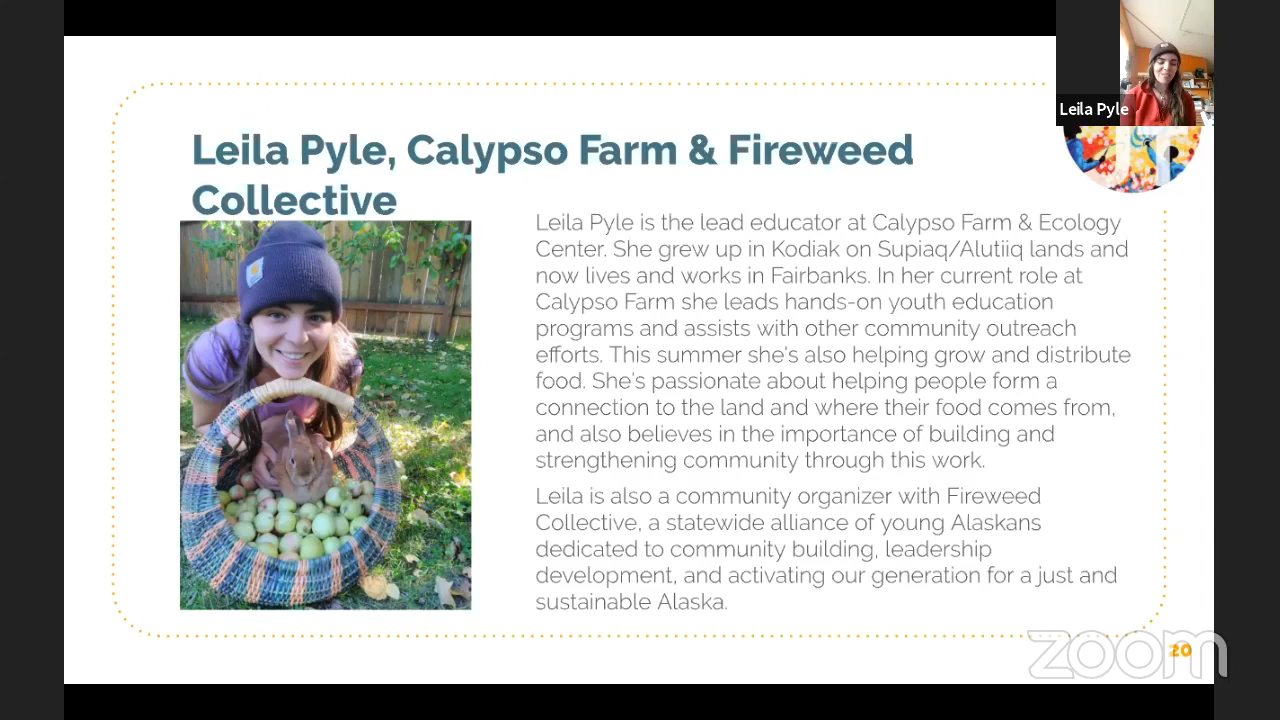 Leila Pyle
Leila Pyle, Calypso Farm & Fireweed
Collective
Leila Pyle is the lead educator at Calypso Farm & Ecology
Center. She grew up in Kodiak on Supiaq/Alutiiq lands and
now lives and works in Fairbanks. In her current role at
Calypso Farm she leads hands-on youth education
programs and assists with other community outreach
efforts. This summer she's also helping grow and distribute
food. She's passionate about helping people form a
connection to the land and where their food comes from,
and also believes in the importance of building and
strengthening community through this work.
Leila is also a community organizer with Fireweed
Collective, a statewide alliance of young Alaskans
dedicated to community building, leadership
development, and activating our generation for a just and
sustainable Alaska.
zoom
20